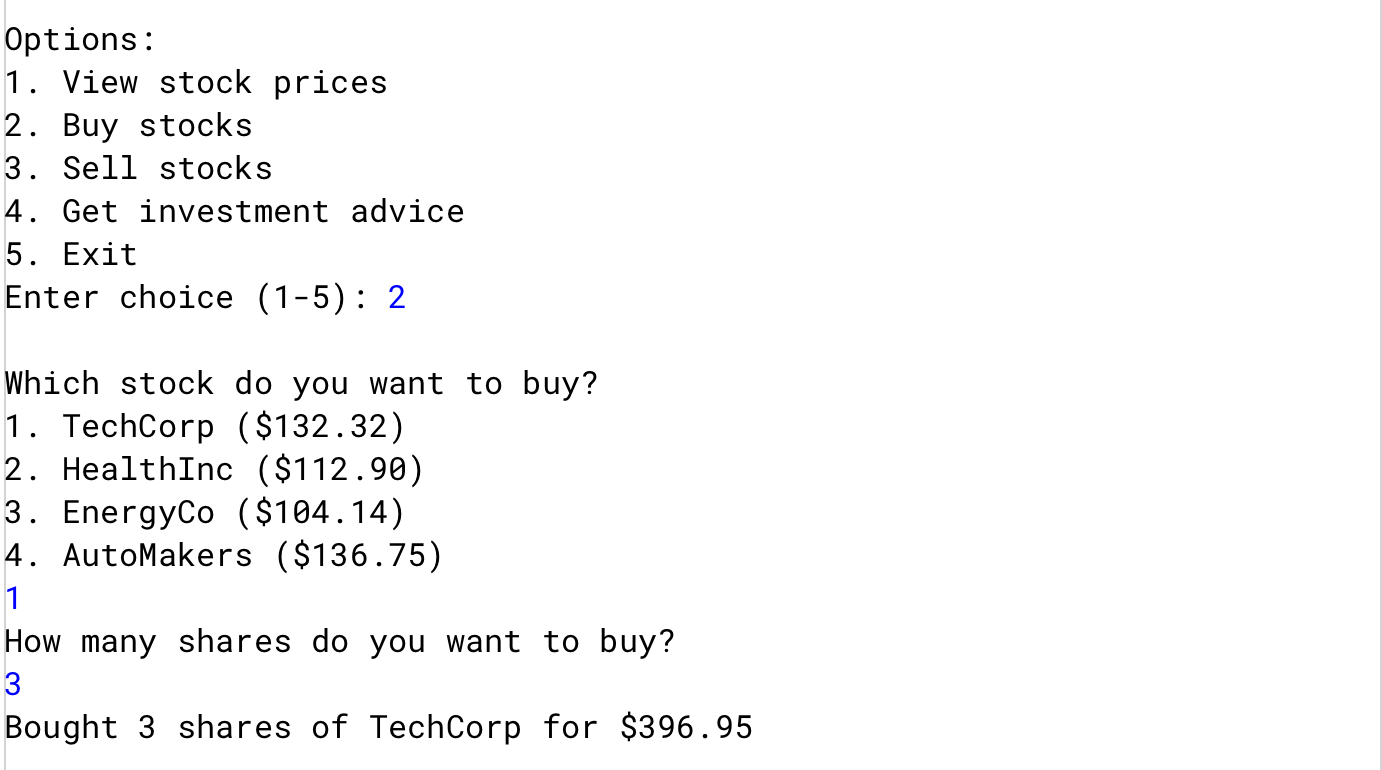 Options:
1. View stock prices
2. Buy stocks
3. Sell stocks
4. Get investment advice
5. Exit
Enter choice (1-5): 2
Which stock do you want to buy?
1. TechCorp ($132.32)
2. HealthInc ($112.90)
3. EnergyCo ($104.14)
4. AutoMakers ($136.75)
1
How many shares do you want to buy?
3
Bought 3 shares of TechCorp for $396.95